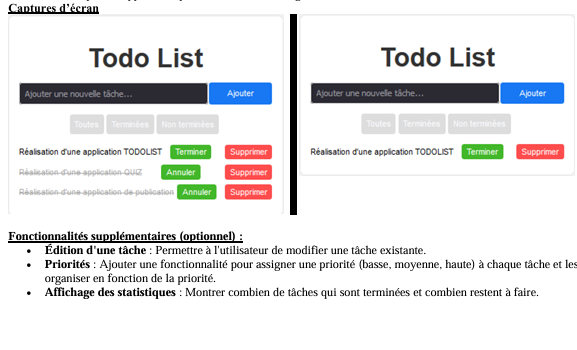 Captures d'écran
Todo List
Ajouter une nouvelle tâche...
Ajouter
Toutes
Terminées
Non terminées
Réalisation d'une application TODOLIST
Terminer
Supprimer
Réalisation d'une application QUIZ
Annuler
Supprimer
Réalisation d'une application de publication
Annuler
Supprimer
Todo List
Ajouter une nouvelle tâche...
Ajouter
Toutes
Terminées
Non terminées
Réalisation d'une application TODOLIST
Terminer
Supprimer
Fonctionnalités supplémentaires (optionnel) :
• Édition d'une tâche : Permettre à l'utilisateur de modifier une tâche existante.
• Priorités : Ajouter une fonctionnalité pour assigner une priorité (basse, moyenne, haute) à chaque tâche et les
organiser en fonction de la priorité.
• Affichage des statistiques : Montrer combien de tâches qui sont terminées et combien restent à faire.